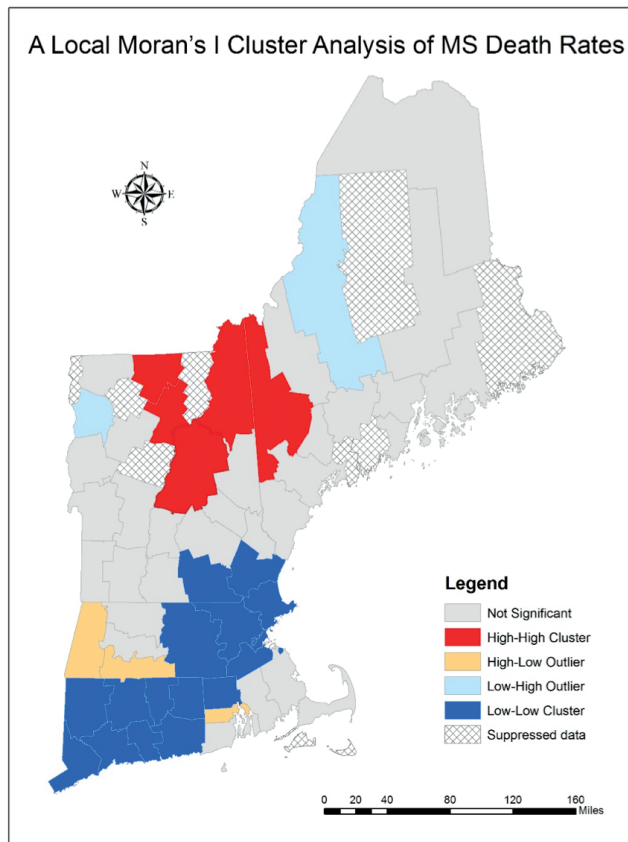 A Local Moran's I Cluster Analysis of MS Death Rates
N
W E
S
Legend
Not Significant
High-High Cluster
High-Low Outlier
Low-High Outlier
Low-Low Cluster
Suppressed data
0 20 40 80 120 160
Miles